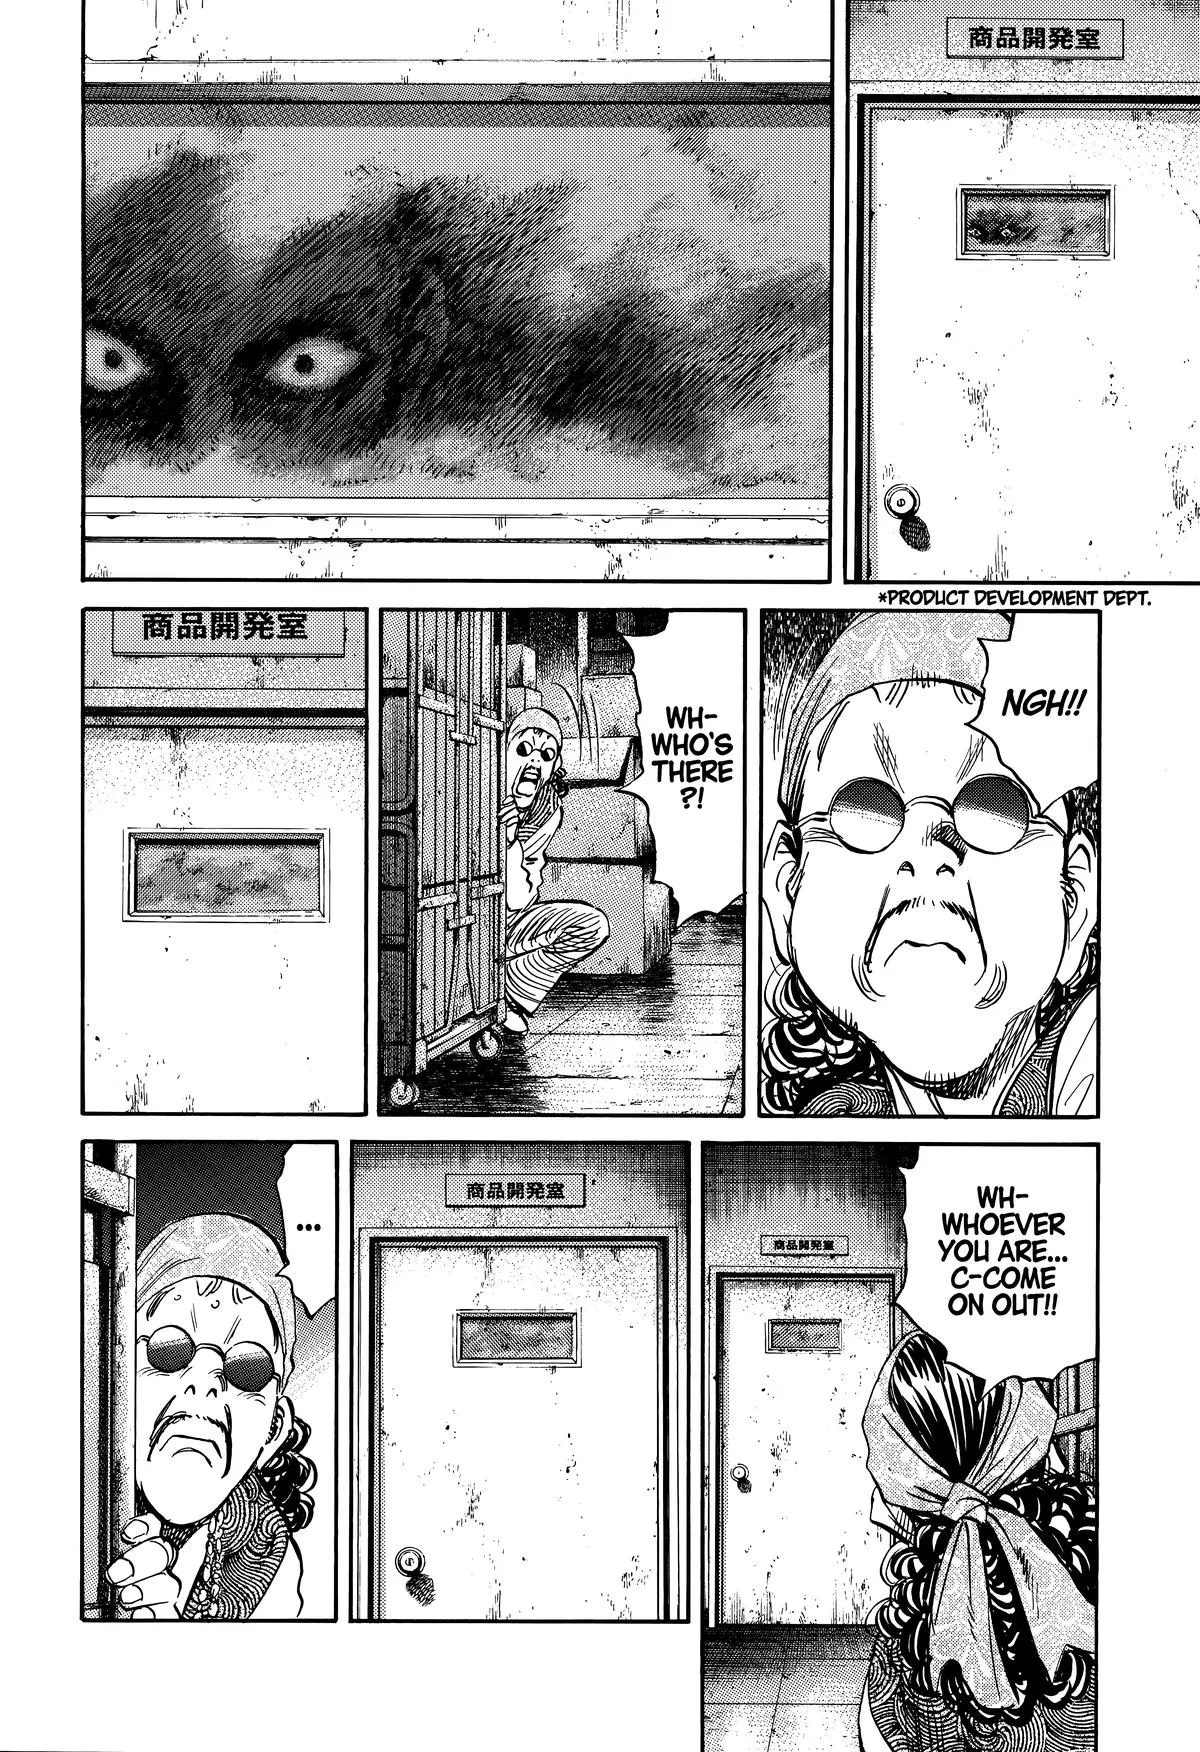 商品開発室
*PRODUCT DEVELOPMENT DEPT.
NGH!!
WH-
WHO'S
THERE
?!
商品開発室
WH-
WHOEVER
YOU ARE...
C-COME
ON OUT!!
商品開発室
商品開発室
...